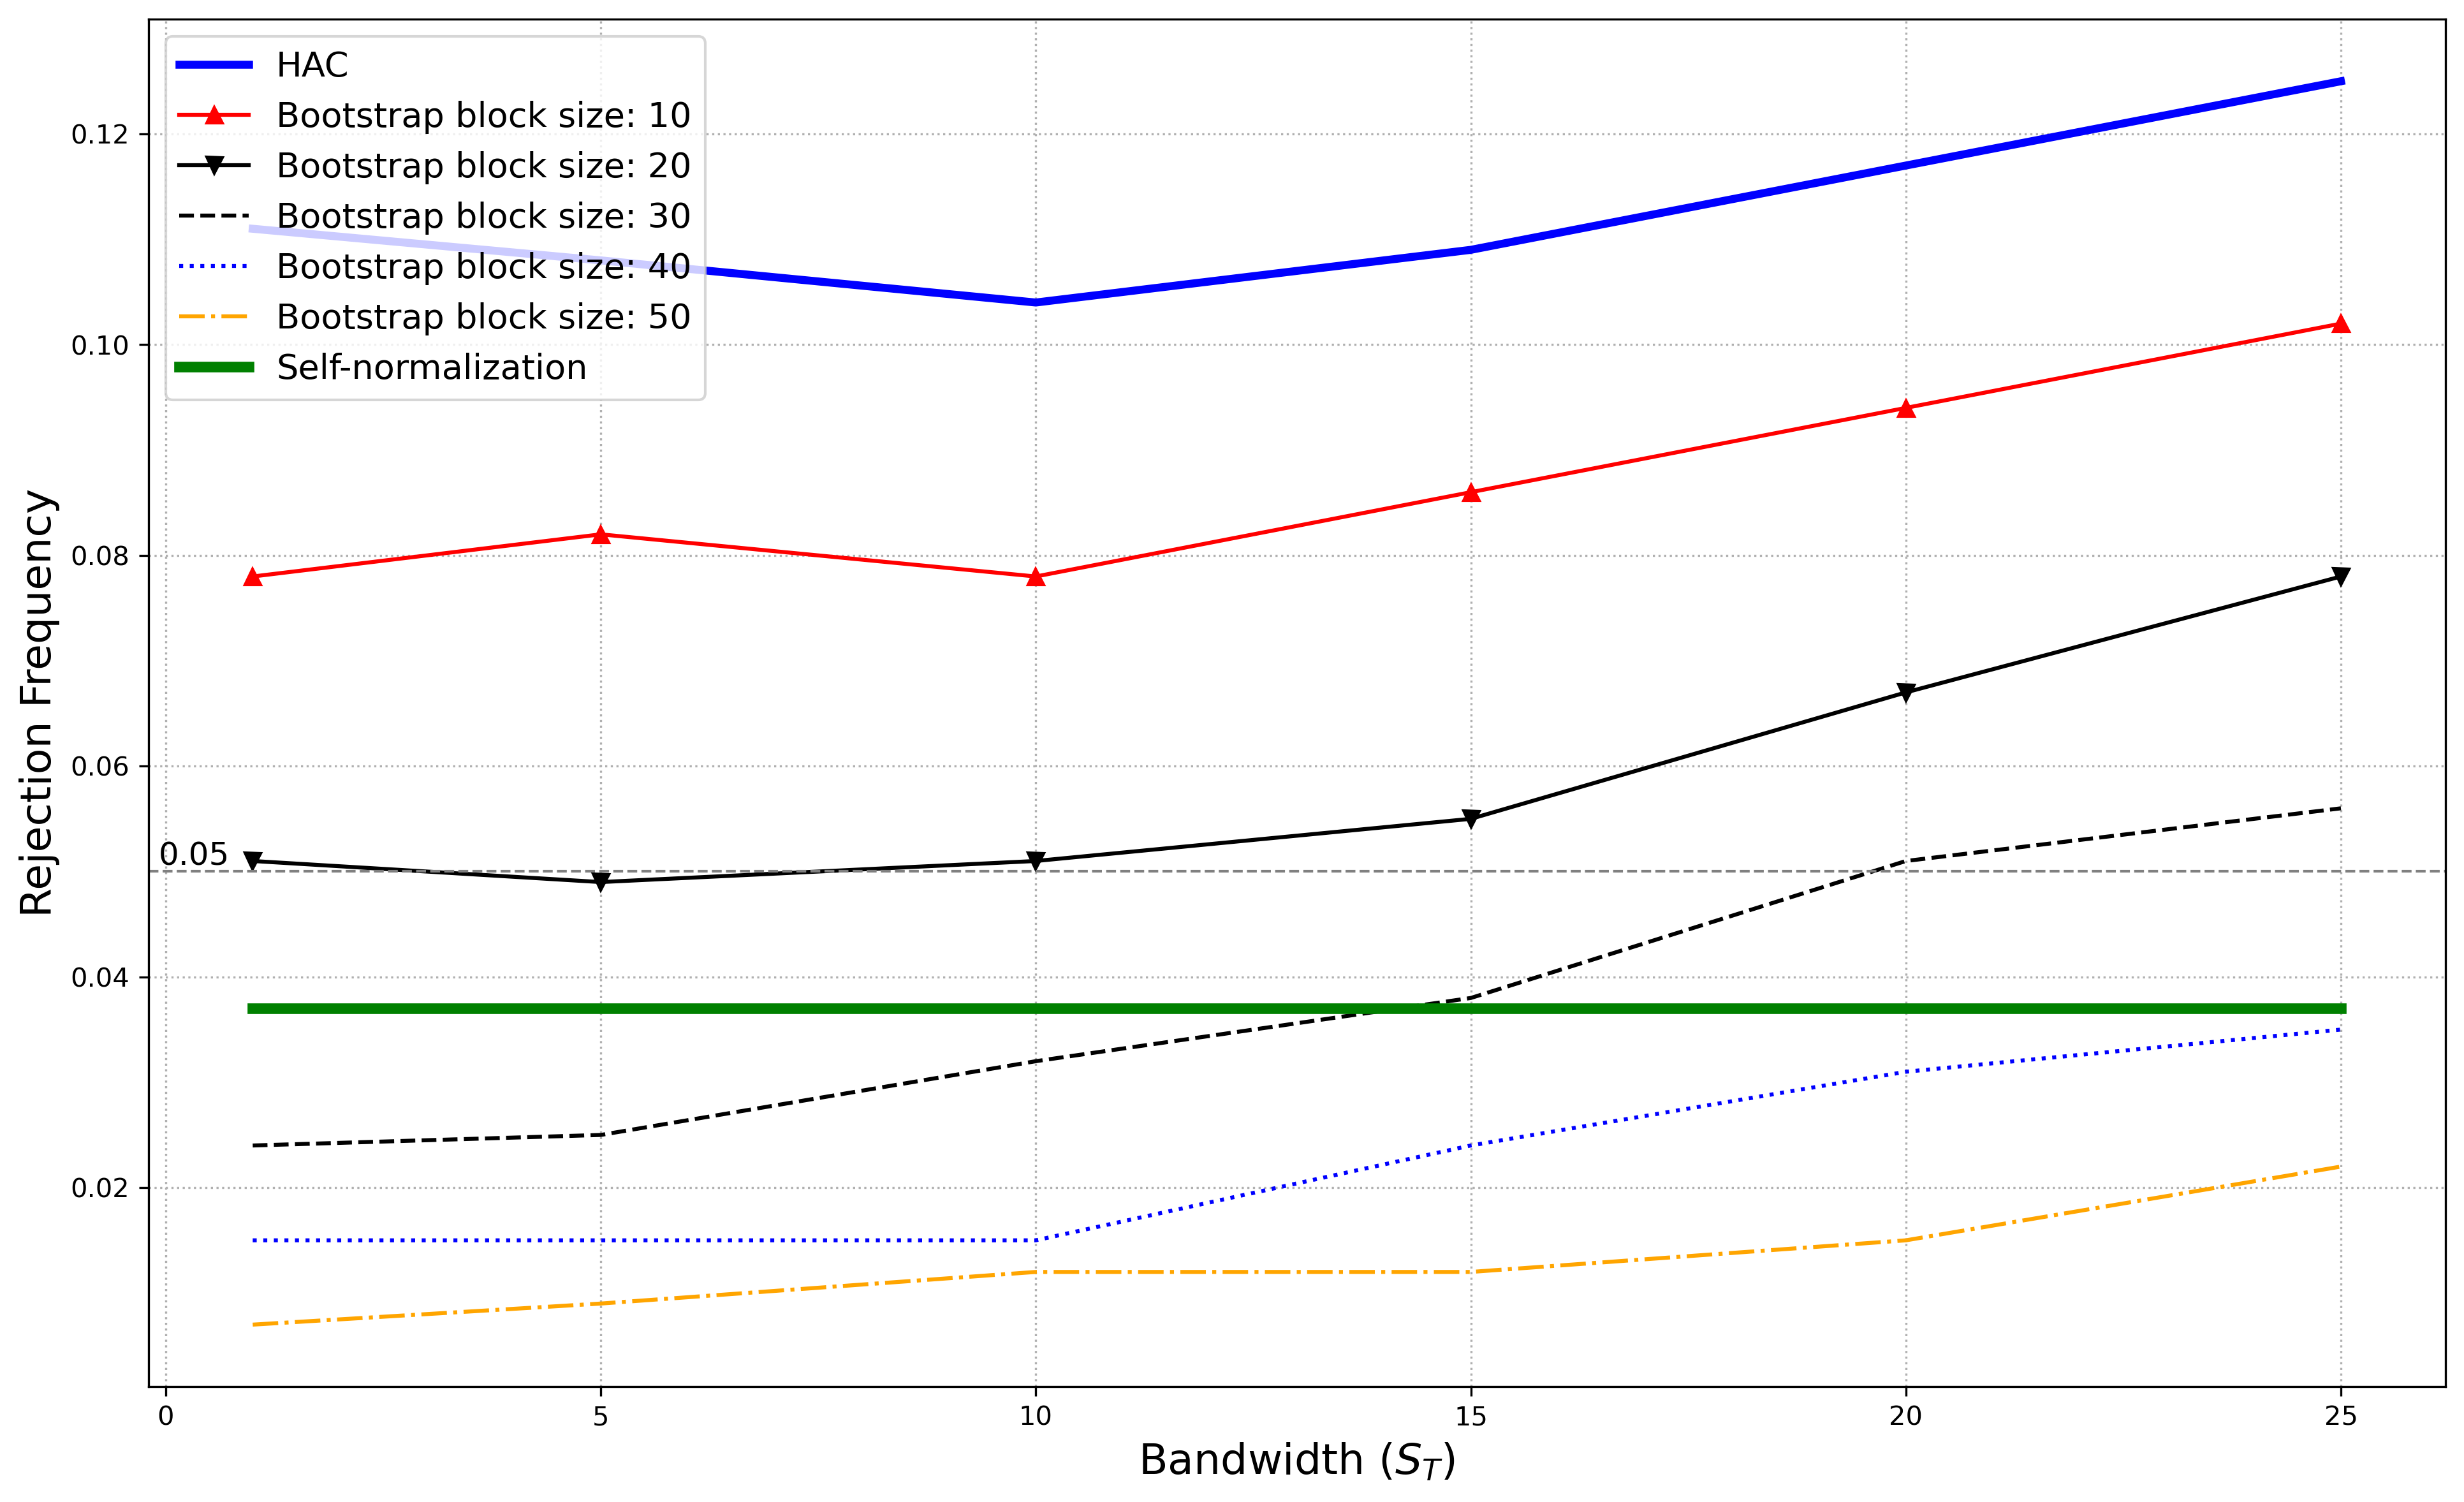 HAC
Bootstrap block size: 10
Bootstrap block size: 20
Bootstrap block size: 30
Bootstrap block size: 40
Bootstrap block size: 50
Self-normalization
0.12
0.10
0.08
0.06
0.05
0.04
0.02
Rejection Frequency
0 5 10 15 20 25
Bandwidth (S_T)